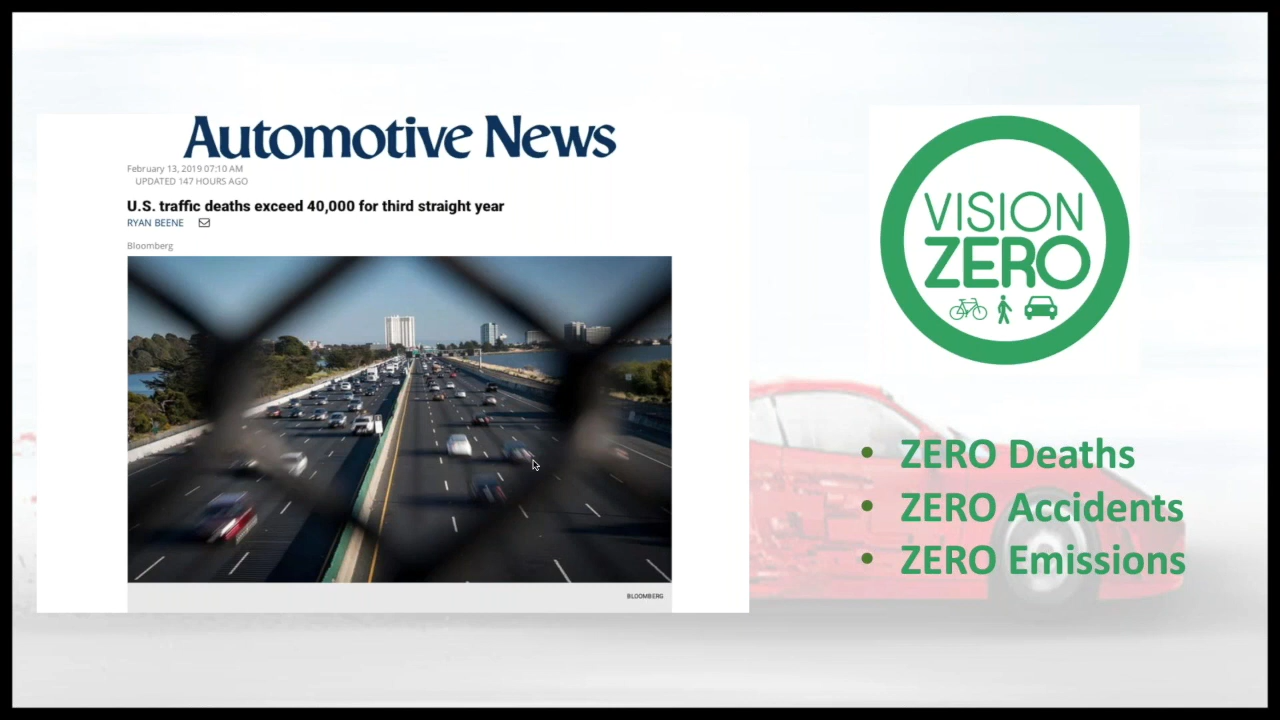 Automotive News
February 13, 2019 07:10 AM
UPDATED 147 HOURS AGO
U.S. traffic deaths exceed 40,000 for third straight year
RYAN BEENE
Bloomberg
BLOOMBERG
VISION
ZERO
• ZERO Deaths
• ZERO Accidents
• ZERO Emissions